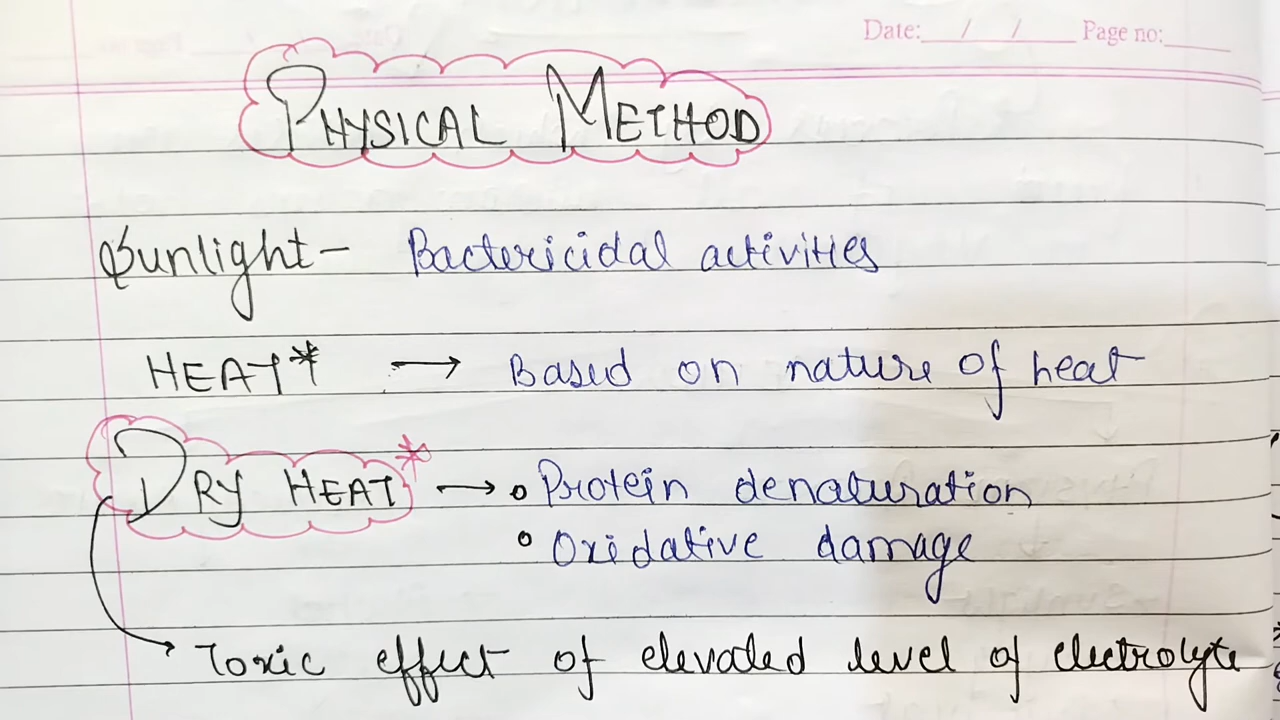 Date: / / Page no:
PHYSICAL METHOD
Sunlight- Bactericidal activities
HEAT* → Based on nature of heat
DRY HEAT* → • Protein denaturation
• Oxidative damage
→ Toxic effect of elevated level of electrolyte